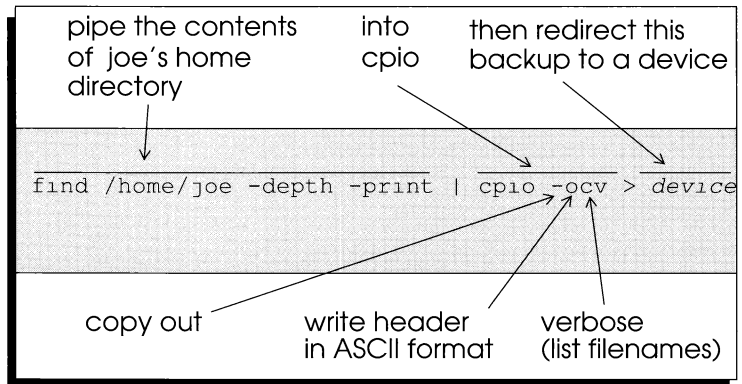 pipe the contents
of joe's home
directory
into
cpio
then redirect this
backup to a device
find /home/joe -depth -print | cpio -ocv > device
copy out
write header
in ASCII format
verbose
(list filenames)